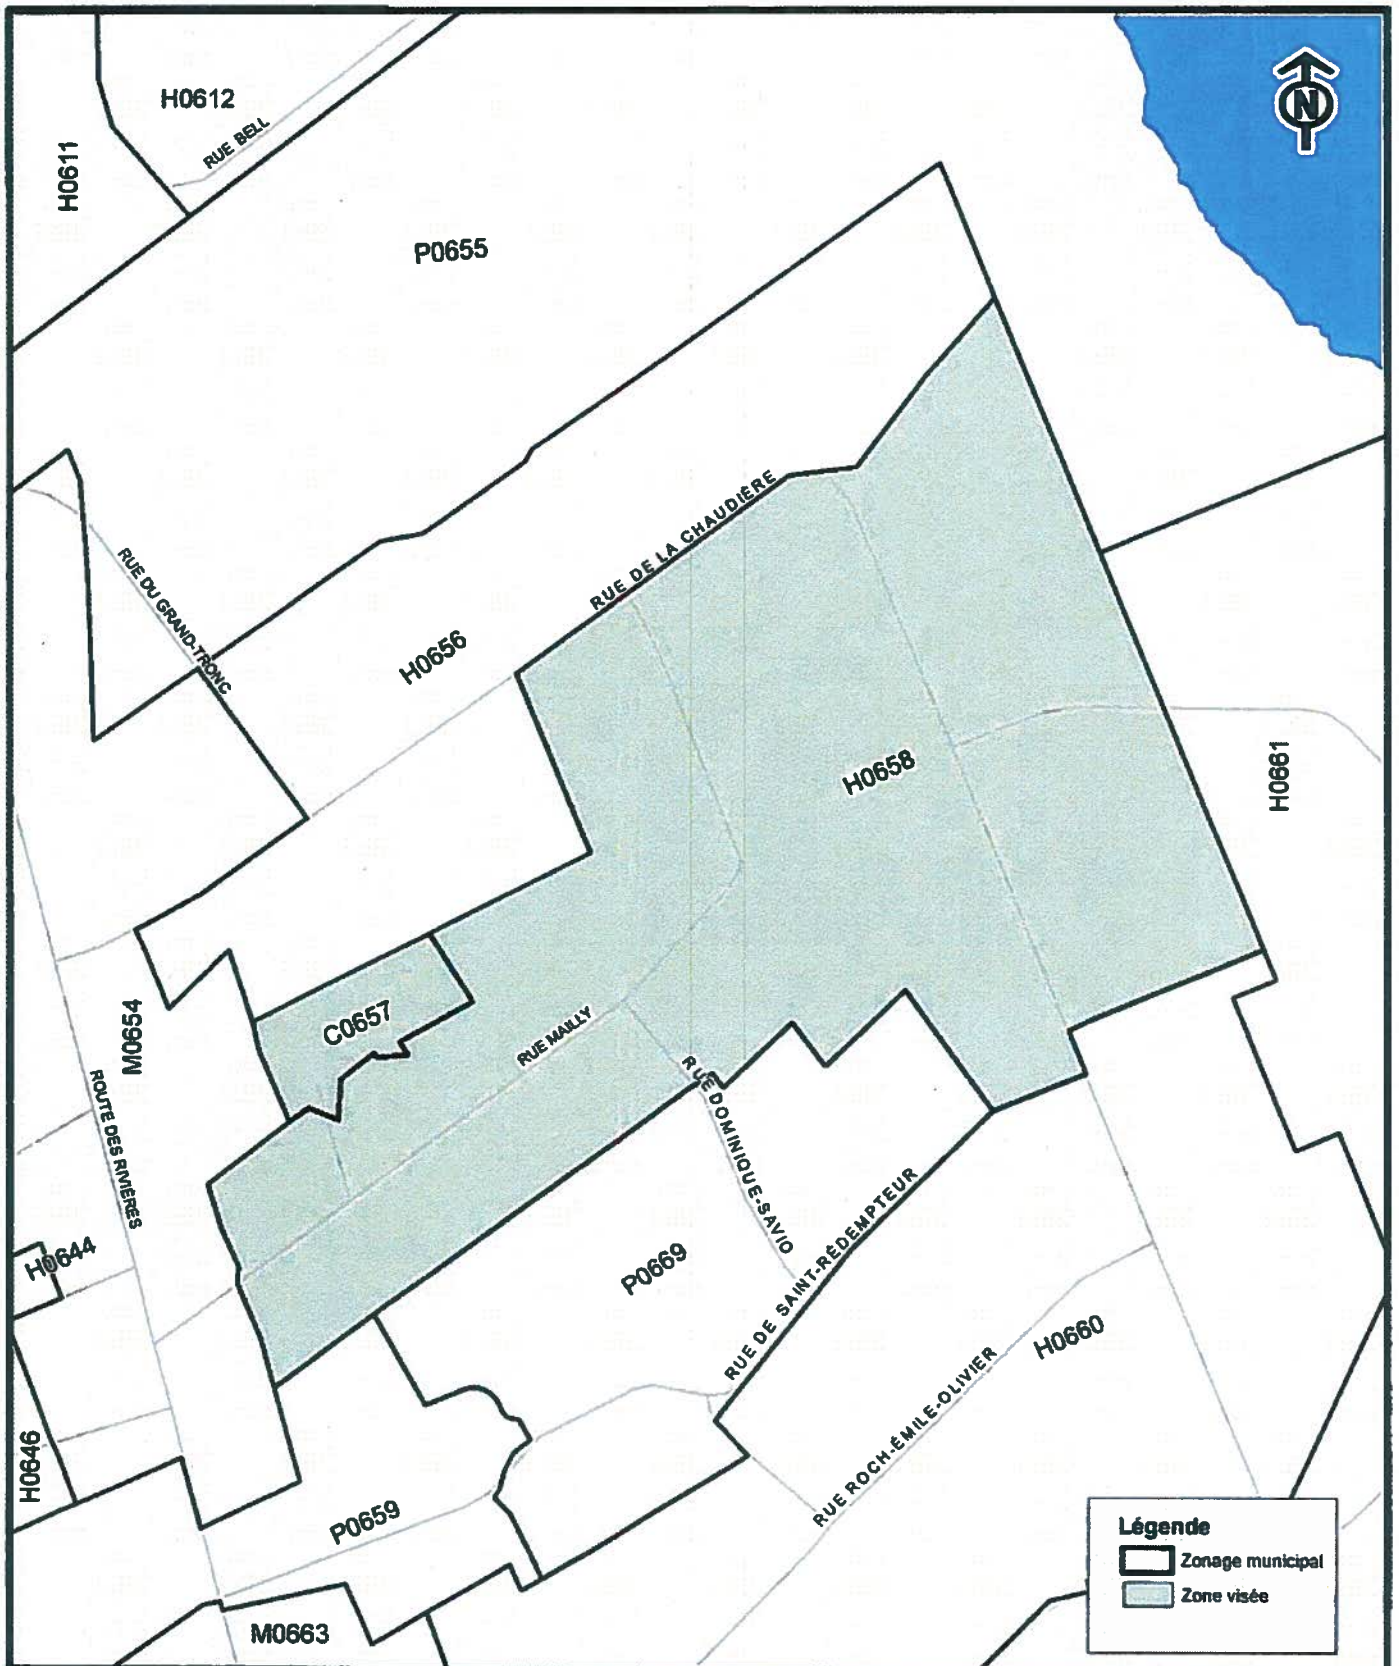 H0612
RUE BELL
H0611
N
P0655
RUE DE LA CHAUDIÈRE
RUE DU GRAND-TRONC
H0656
H0658
H0661
C0657
M0654
RUE MAILLY
RUE DOMINIQUE-SAVIO
ROUTE DES RIVIÈRES
RUE DE SAINT-RÉDEMPTEUR
H0644
P0669
H0660
RUE ROCH-ÉMILE-OLIVIER
H0646
P0659
M0663
Légende
Zonage municipal
Zone visée